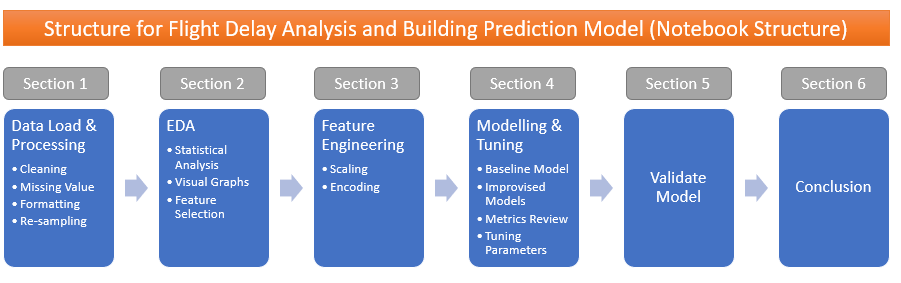 Structure for Flight Delay Analysis and Building Prediction Model (Notebook Structure)
Section 1
Section 2
Section 3
Section 4
Section 5
Section 6
Data Load &
Processing
• Cleaning
• Missing Value
• Formatting
• Re-sampling
EDA
• Statistical
Analysis
• Visual Graphs
• Feature
Selection
Feature
Engineering
• Scaling
• Encoding
Modelling &
Tuning
• Baseline Model
• Improvised
Models
• Metrics Review
• Tuning
Parameters
Validate
Model
Conclusion